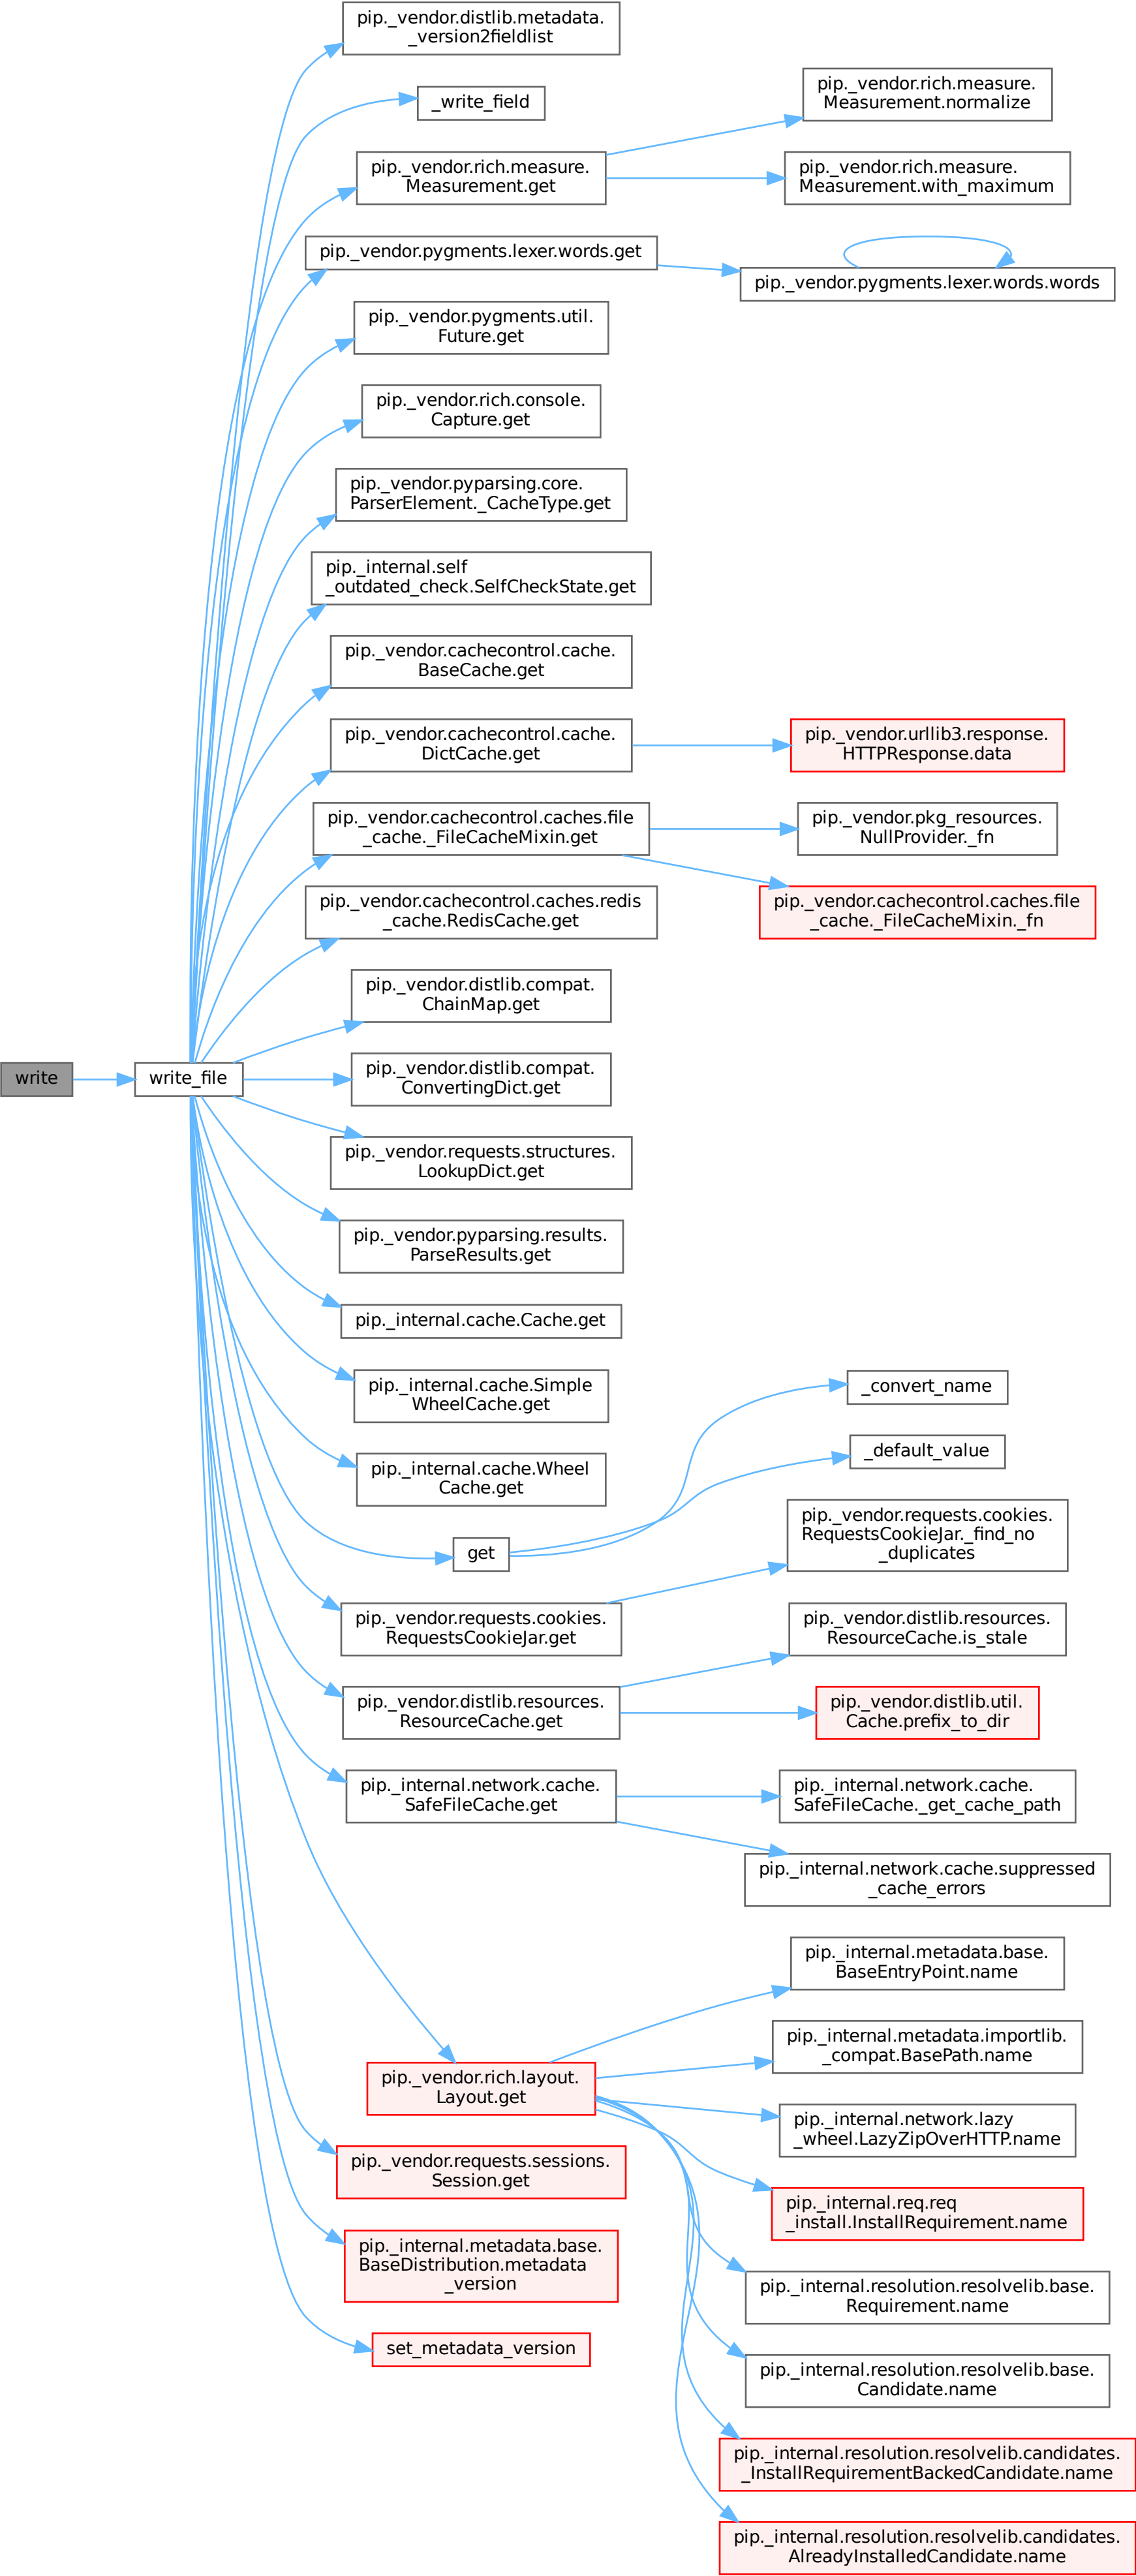 pip._vendor.distlib.metadata.
_version2fieldlist
_write_field
pip._vendor.rich.measure.
Measurement.normalize
pip._vendor.rich.measure.
Measurement.get
pip._vendor.rich.measure.
Measurement.with_maximum
pip._vendor.pygments.lexer.words.get
pip._vendor.pygments.lexer.words.words
pip._vendor.pygments.util.
Future.get
pip._vendor.rich.console.
Capture.get
pip._vendor.pyparsing.core.
ParserElement._CacheType.get
pip._internal.self
_outdated_check.SelfCheckState.get
pip._vendor.cachecontrol.cache.
BaseCache.get
pip._vendor.cachecontrol.cache.
DictCache.get
pip._vendor.urllib3.response.
HTTPResponse.data
pip._vendor.cachecontrol.caches.file
_cache._FileCacheMixin.get
pip._vendor.pkg_resources.
NullProvider._fn
pip._vendor.cachecontrol.caches.file
_cache._FileCacheMixin._fn
pip._vendor.cachecontrol.caches.redis
_cache.RedisCache.get
pip._vendor.distlib.compat.
ChainMap.get
write
write_file
pip._vendor.distlib.compat.
ConvertingDict.get
pip._vendor.requests.structures.
LookupDict.get
pip._vendor.pyparsing.results.
ParseResults.get
pip._internal.cache.Cache.get
pip._internal.cache.Simple
WheelCache.get
_convert_name
_default_value
pip._internal.cache.Wheel
Cache.get
get
pip._vendor.requests.cookies.
RequestsCookieJar._find_no
_duplicates
pip._vendor.requests.cookies.
RequestsCookieJar.get
pip._vendor.distlib.resources.
ResourceCache.is_stale
pip._vendor.distlib.resources.
ResourceCache.get
pip._vendor.distlib.util.
Cache.prefix_to_dir
pip._internal.network.cache.
SafeFileCache.get
pip._internal.network.cache.
SafeFileCache._get_cache_path
pip._internal.network.cache.suppressed
_cache_errors
pip._internal.metadata.base.
BaseEntryPoint.name
pip._internal.metadata.importlib.
_compat.BasePath.name
pip._vendor.rich.layout.
Layout.get
pip._internal.network.lazy
_wheel.LazyZipOverHTTP.name
pip._vendor.requests.sessions.
Session.get
pip._internal.req.req
_install.InstallRequirement.name
pip._internal.metadata.base.
BaseDistribution.metadata
_version
pip._internal.resolution.resolvelib.base.
Requirement.name
set_metadata_version
pip._internal.resolution.resolvelib.base.
Candidate.name
pip._internal.resolution.resolvelib.candidates.
_InstallRequirementBackedCandidate.name
pip._internal.resolution.resolvelib.candidates.
AlreadyInstalledCandidate.name